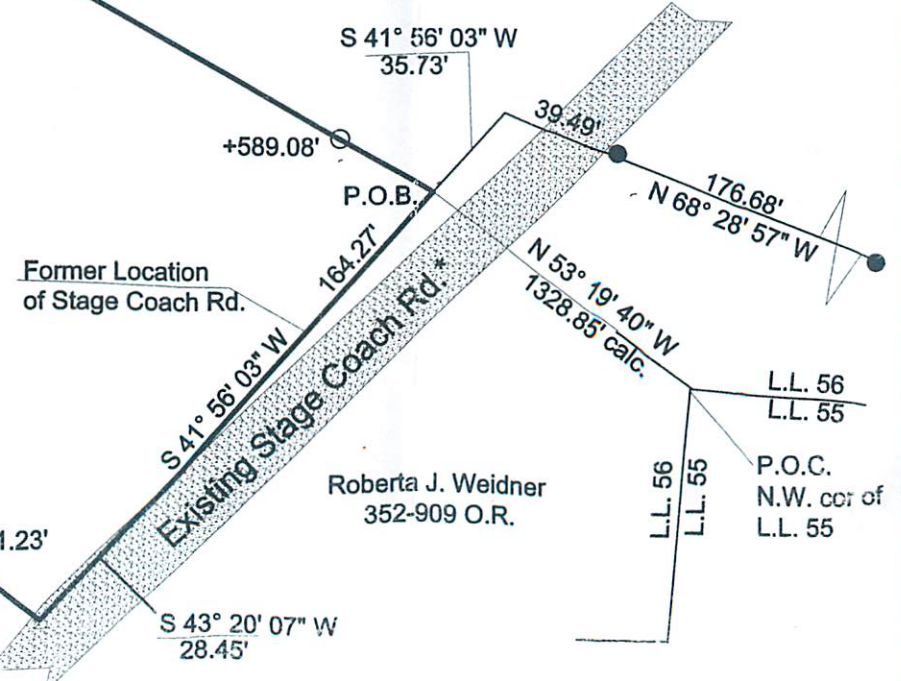 S 41° 56' 03" W
35.73'
39.49'
+589.08'
P.O.B.
176.68'
N 68° 28' 57" W
164.27'
Former Location
of Stage Coach Rd.
N 53° 19' 40" W
1328.85' calc.
S 41° 56' 03" W
Existing Stage Coach Rd.*
L.L. 56
L.L. 55
Roberta J. Weidner
352-909 O.R.
L.L. 56
L.L. 55
P.O.C.
N.W. cor of
L.L. 55
1.23'
S 43° 20' 07" W
28.45'